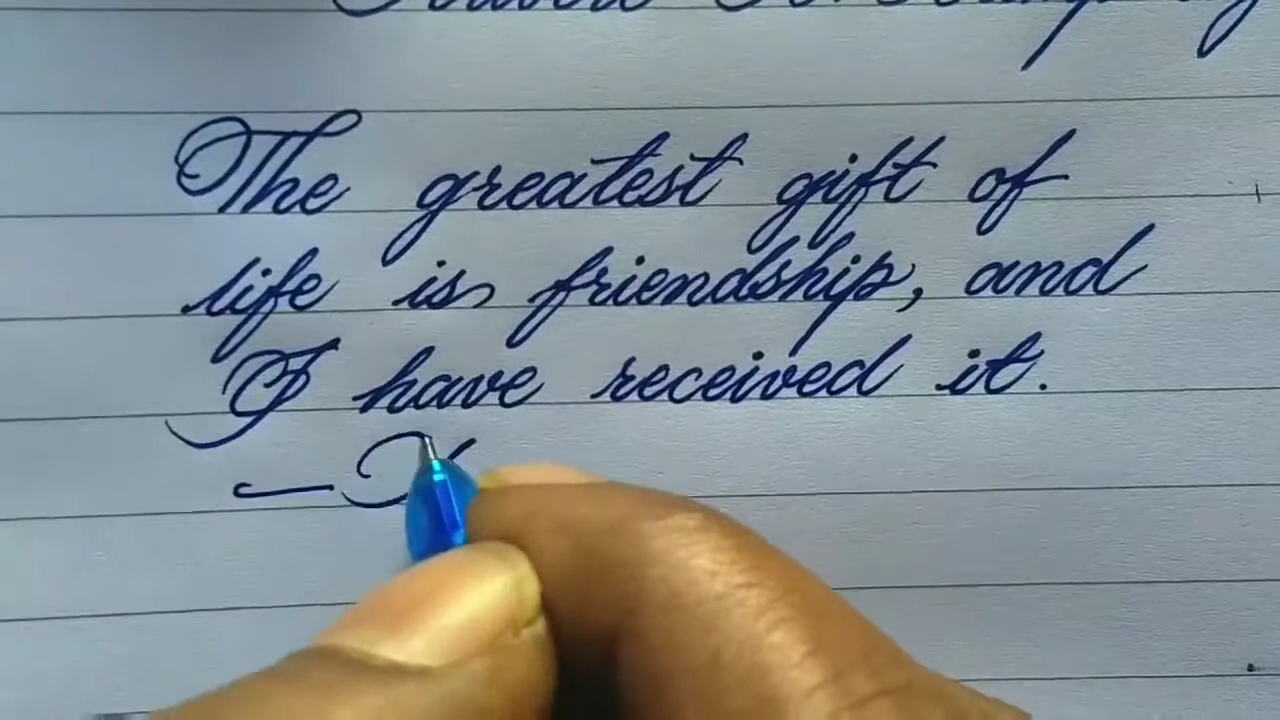 The greatest gift of
life is friendship, and
I have received it.
—